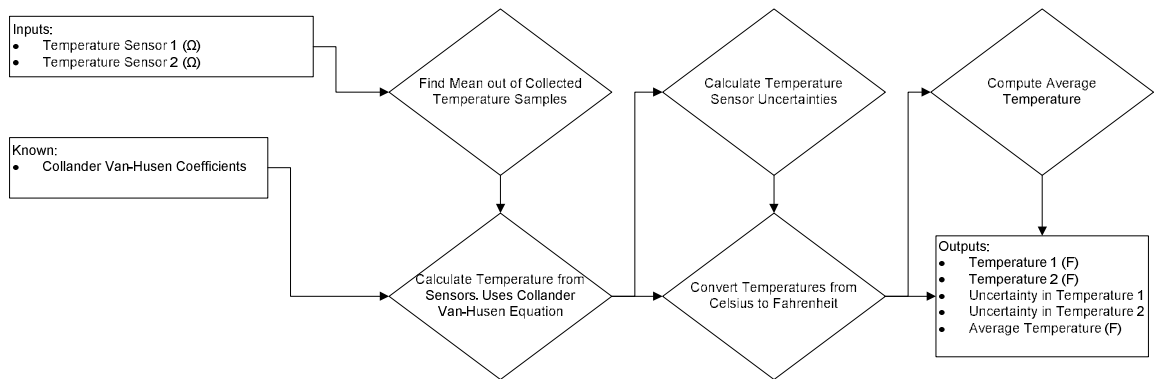 Inputs:
• Temperature Sensor 1 (Ω)
• Temperature Sensor 2 (Ω)
Find Mean out of Collected
Temperature Samples
Calculate Temperature
Sensor Uncertainties
Compute Average
Temperature
Known:
• Collander Van-Husen Coefficients
Calculate Temperature from
Sensors. Uses Collander
Van-Husen Equation
Convert Temperatures from
Celsius to Fahrenheit
Outputs:
• Temperature 1 (F)
• Temperature 2 (F)
• Uncertainty in Temperature 1
• Uncertainty in Temperature 2
• Average Temperature (F)